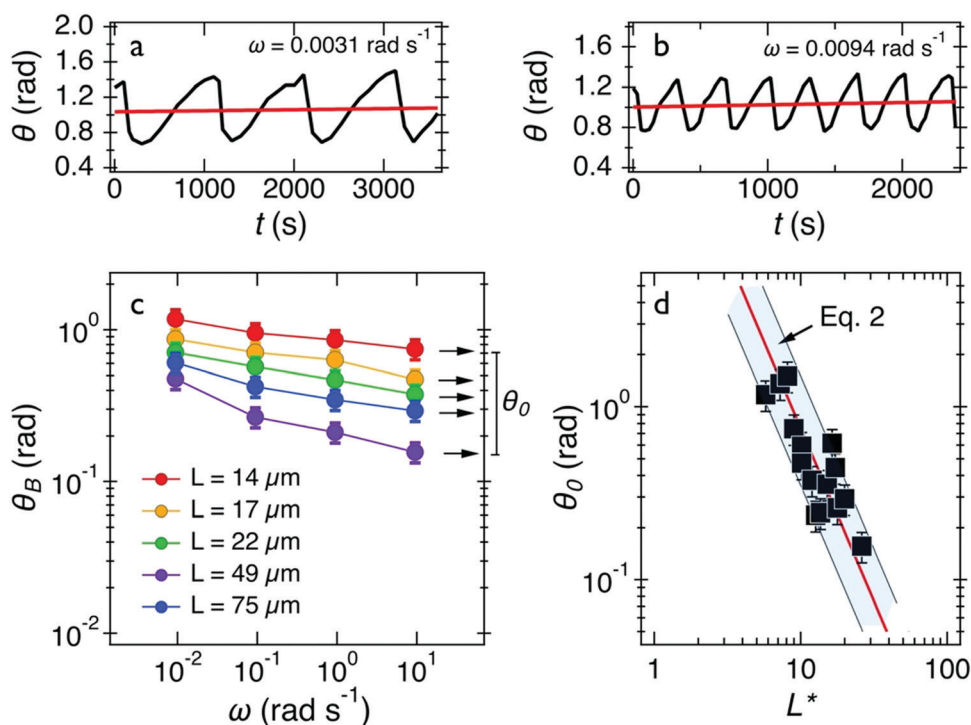 a
ω = 0.0031 rad s⁻¹
2.0
1.6
1.2
0.8
0.4
θ (rad)
0 1000 2000 3000
t (s)
b
ω = 0.0094 rad s⁻¹
2.0
1.6
1.2
0.8
0.4
θ (rad)
0 1000 2000
t (s)
c
10⁰
10⁻¹
10⁻²
θB (rad)
θ0
L = 14 μm
L = 17 μm
L = 22 μm
L = 49 μm
L = 75 μm
10⁻² 10⁻¹ 10⁰ 10¹
ω (rad s⁻¹)
d
Eq. 2
10⁰
10⁻¹
θ0 (rad)
1 10 100
L*